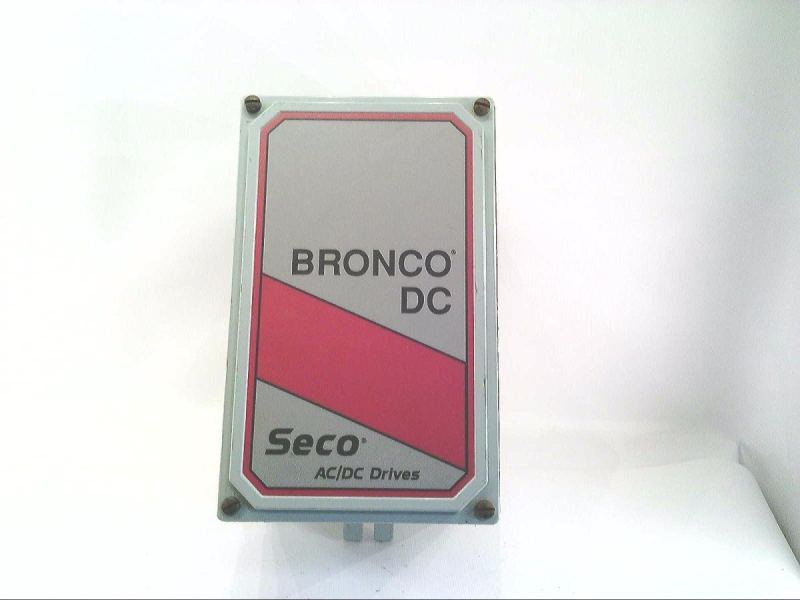 BRONCO®
DC
Seco®
AC/DC Drives